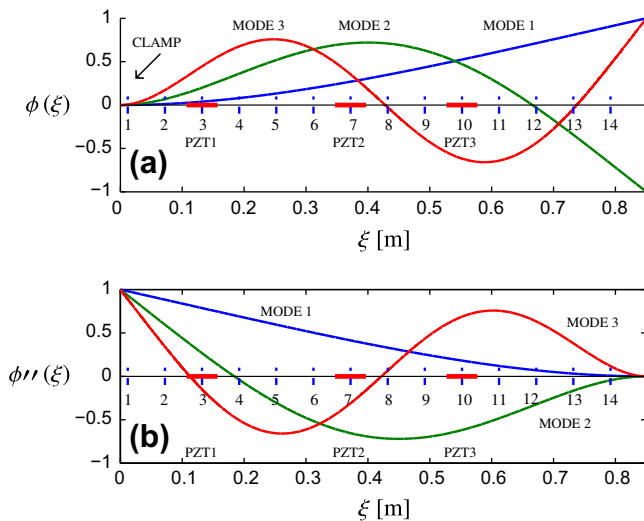 MODE 3 MODE 2 MODE 1
CLAMP
1
0.5
0
−0.5
−1
ϕ (ξ)
1 2 3 4 5 6 7 8 9 10 11 12 13 14
PZT1 PZT2 PZT3
(a)
0 0.1 0.2 0.3 0.4 0.5 0.6 0.7 0.8
ξ [m]
1
0.5
0
−0.5
−1
MODE 1
MODE 3
ϕ′′ (ξ)
1 2 3 4 5 6 7 8 9 10 11 12 13 14
MODE 2
(b)
PZT1 PZT2 PZT3
0 0.1 0.2 0.3 0.4 0.5 0.6 0.7 0.8
ξ [m]